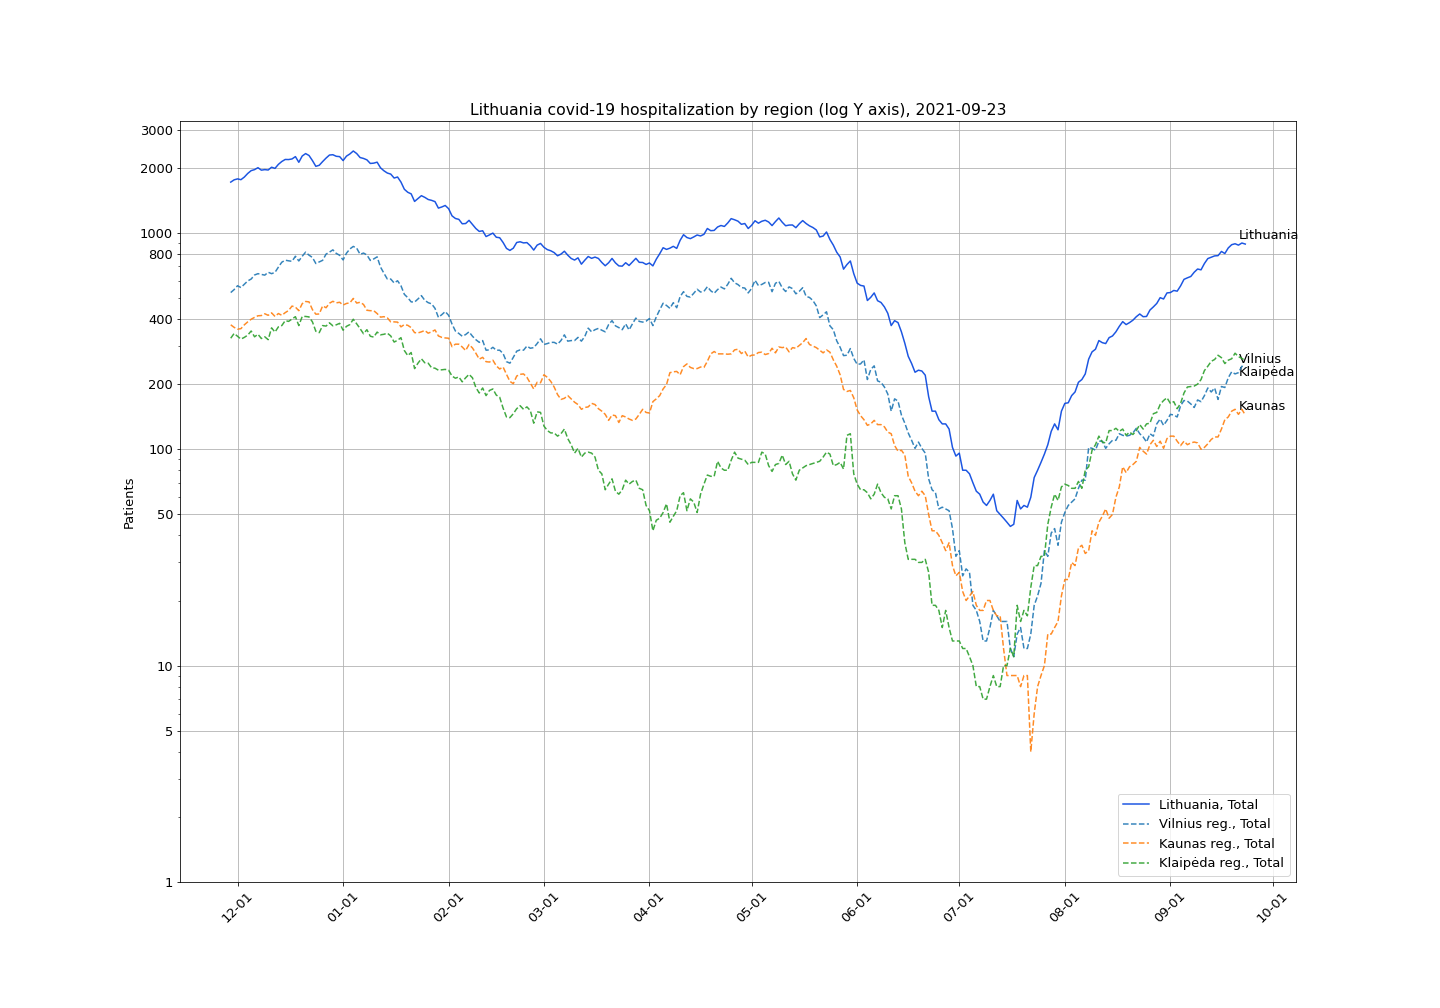 Lithuania covid-19 hospitalization by region (log Y axis), 2021-09-23
3000
2000
1000
800
400
200
100
50
10
5
1
Patients
Lithuania
Vilnius
Klaipėda
Kaunas
Lithuania, Total
Vilnius reg., Total
Kaunas reg., Total
Klaipėda reg., Total
12-01
01-01
02-01
03-01
04-01
05-01
06-01
07-01
08-01
09-01
10-01